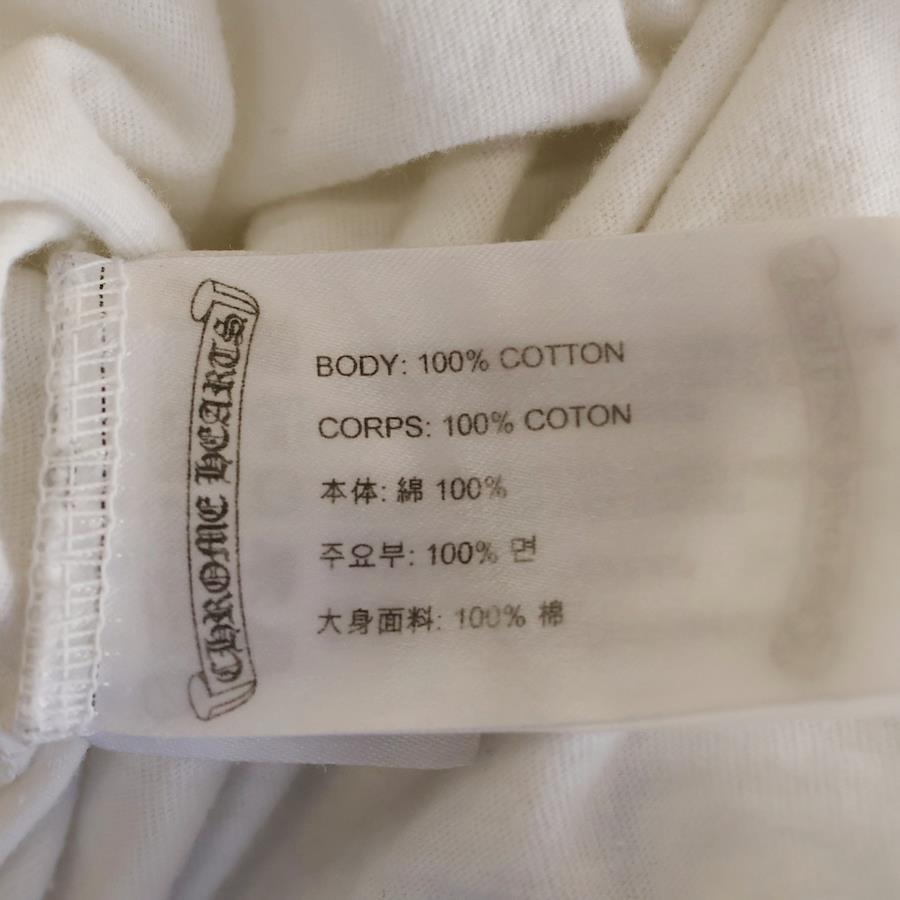 CHROME HEARTS
BODY: 100% COTTON
CORPS: 100% COTON
本体: 綿 100%
주요부: 100% 면
大身面料: 100% 棉